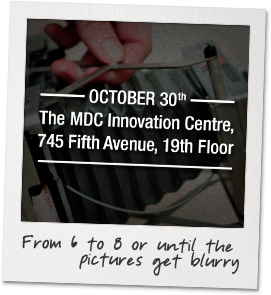 OCTOBER 30th
The MDC Innovation Centre,
745 Fifth Avenue, 19th Floor
From 6 to 8 or until the
pictures get blurry